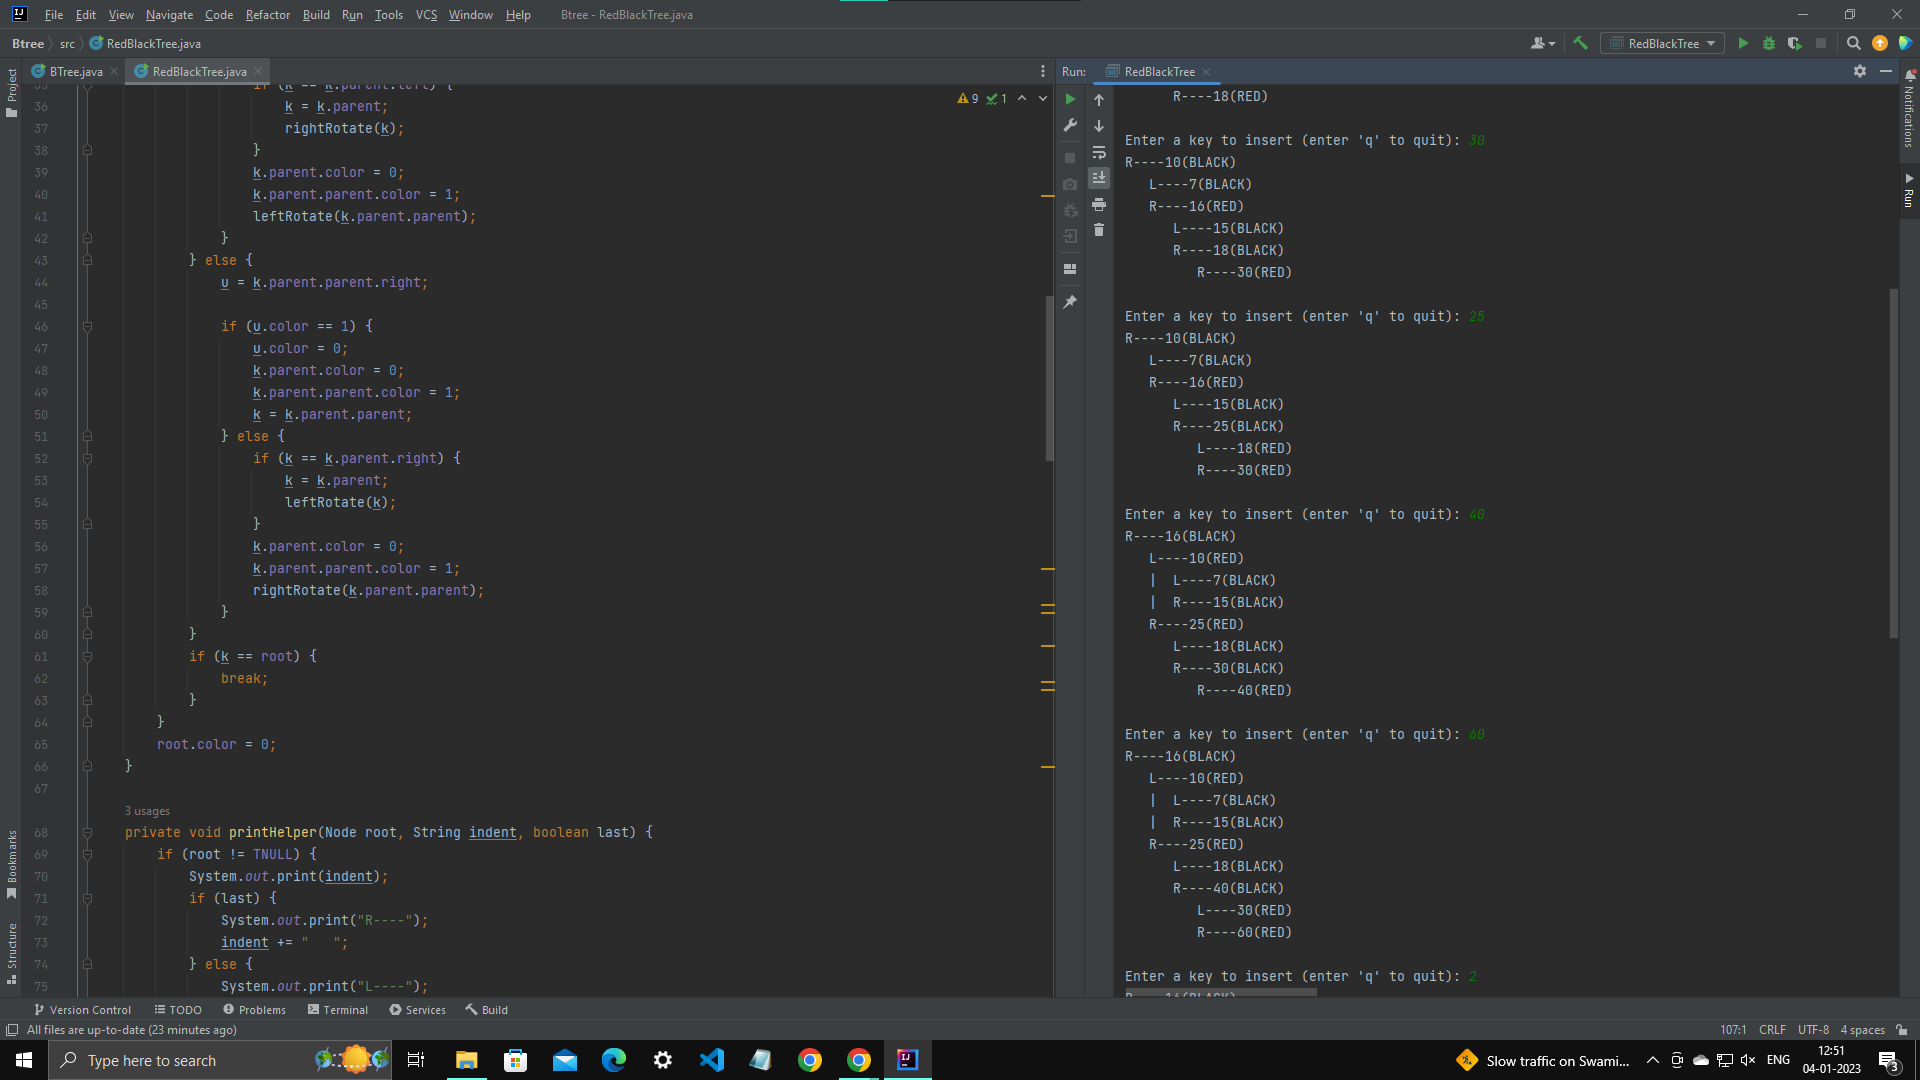 File Edit View Navigate Code Refactor Build Run Tools VCS Window Help Btree - RedBlackTree.java
Btree src RedBlackTree.java
RedBlackTree
BTree.java RedBlackTree.java
Run: RedBlackTree
Project
Bookmarks
Structure
Notifications
Run
9 1
35 if (k == k.parent.left) {
36 k = k.parent;
37 rightRotate(k);
38 }
39 k.parent.color = 0;
40 k.parent.parent.color = 1;
41 leftRotate(k.parent.parent);
42 }
43 } else {
44 u = k.parent.parent.right;
45
46 if (u.color == 1) {
47 u.color = 0;
48 k.parent.color = 0;
49 k.parent.parent.color = 1;
50 k = k.parent.parent;
51 } else {
52 if (k == k.parent.right) {
53 k = k.parent;
54 leftRotate(k);
55 }
56 k.parent.color = 0;
57 k.parent.parent.color = 1;
58 rightRotate(k.parent.parent);
59 }
60 }
61 if (k == root) {
62 break;
63 }
64 }
65 root.color = 0;
66 }
67
3 usages
68 private void printHelper(Node root, String indent, boolean last) {
69 if (root != TNULL) {
70 System.out.print(indent);
71 if (last) {
72 System.out.print("R----");
73 indent += "   ";
74 } else {
75 System.out.print("L----");
R----18(RED)
Enter a key to insert (enter 'q' to quit): 30
R----10(BLACK)
L----7(BLACK)
R----16(RED)
L----15(BLACK)
R----18(BLACK)
R----30(RED)
Enter a key to insert (enter 'q' to quit): 25
R----10(BLACK)
L----7(BLACK)
R----16(RED)
L----15(BLACK)
R----25(BLACK)
L----18(RED)
R----30(RED)
Enter a key to insert (enter 'q' to quit): 40
R----16(BLACK)
L----10(RED)
|  L----7(BLACK)
|  R----15(BLACK)
R----25(RED)
L----18(BLACK)
R----30(BLACK)
R----40(RED)
Enter a key to insert (enter 'q' to quit): 60
R----16(BLACK)
L----10(RED)
|  L----7(BLACK)
|  R----15(BLACK)
R----25(RED)
L----18(BLACK)
R----40(BLACK)
L----30(RED)
R----60(RED)
Enter a key to insert (enter 'q' to quit): 2
R----16(BLACK)
Version Control TODO Problems Terminal Services Build
All files are up-to-date (23 minutes ago) 107:1 CRLF UTF-8 4 spaces
Type here to search
Slow traffic on Swami... ENG 12:51
04-01-2023
3